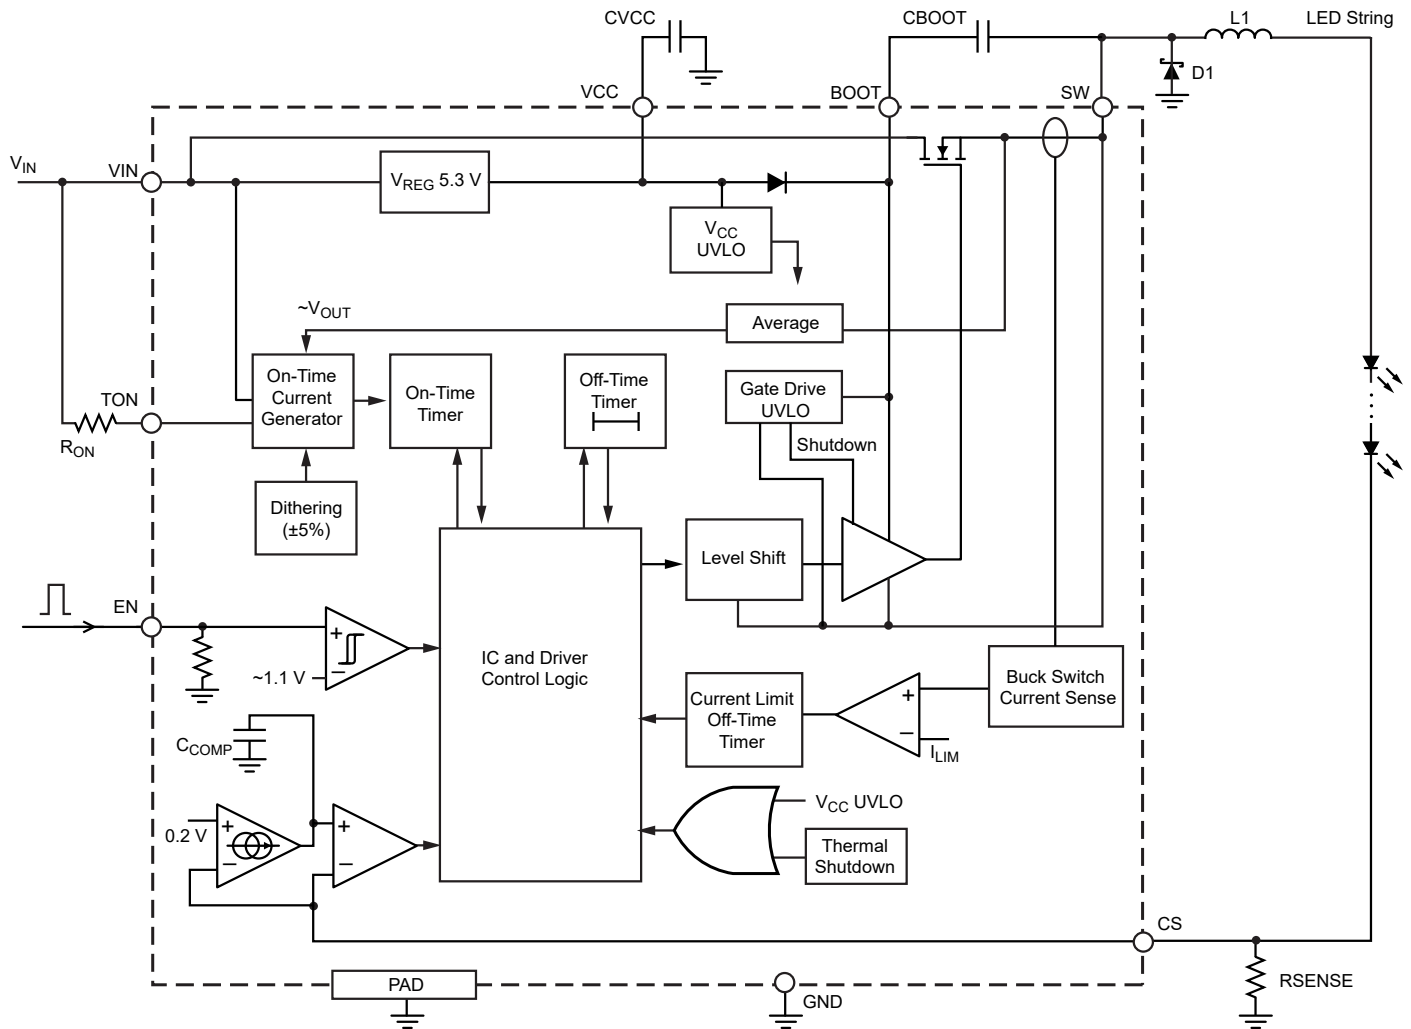 CVCC
CBOOT
L1
LED String
D1
VCC
BOOT
SW
VIN
VIN
VREG 5.3 V
VCC
UVLO
~VOUT
Average
On-Time
Current
Generator
On-Time
Timer
Off-Time
Timer
Gate Drive
UVLO
TON
RON
Shutdown
Dithering
(±5%)
Level Shift
EN
+
−
~1.1 V
IC and Driver
Control Logic
Buck Switch
Current Sense
Current Limit
Off-Time
Timer
+
−
ILIM
CCOMP
VCC UVLO
0.2 V
+
−
+
−
Thermal
Shutdown
CS
PAD
GND
RSENSE